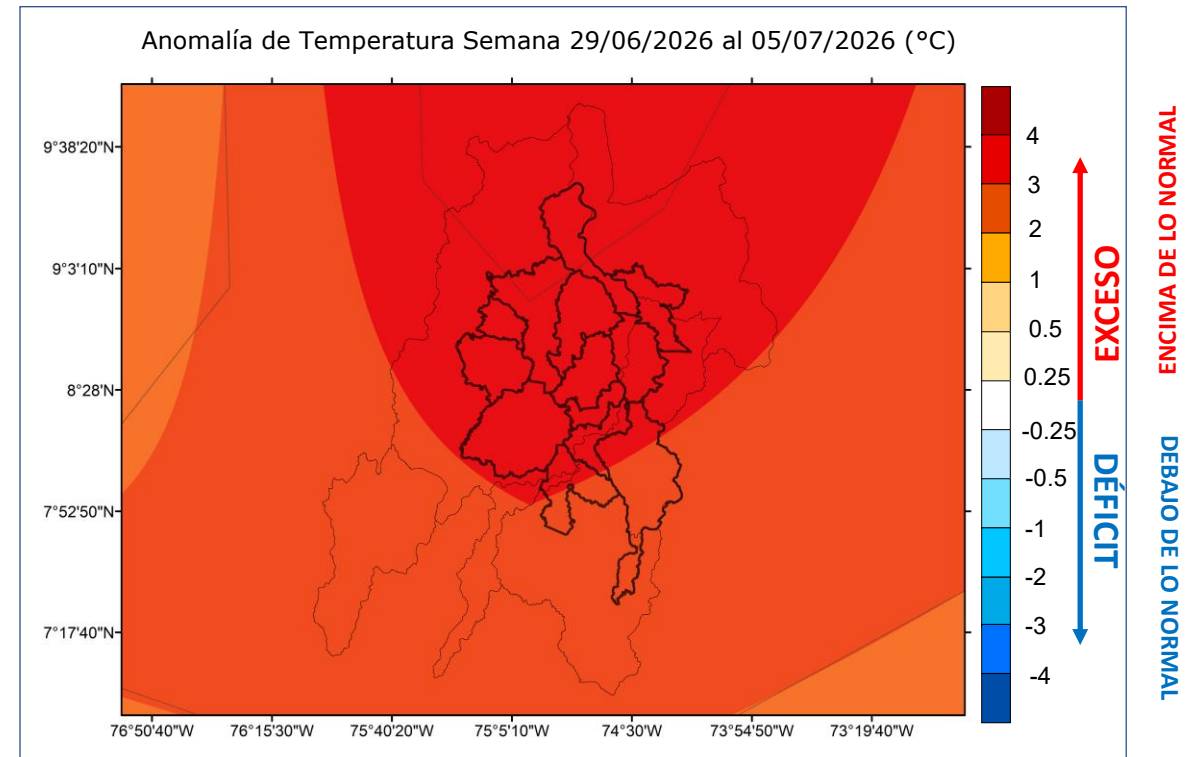 Anomalía de Temperatura Semana 29/06/2026 al 05/07/2026 (°C)
9°38'20"N
9°3'10"N
8°28'N
7°52'50"N
7°17'40"N
76°50'40"W
76°15'30"W
75°40'20"W
75°5'10"W
74°30'W
73°54'50"W
73°19'40"W
4
3
2
1
0.5
0.25
-0.25
-0.5
-1
-2
-3
-4
EXCESO
DÉFICIT
ENCIMA DE LO NORMAL
DEBAJO DE LO NORMAL